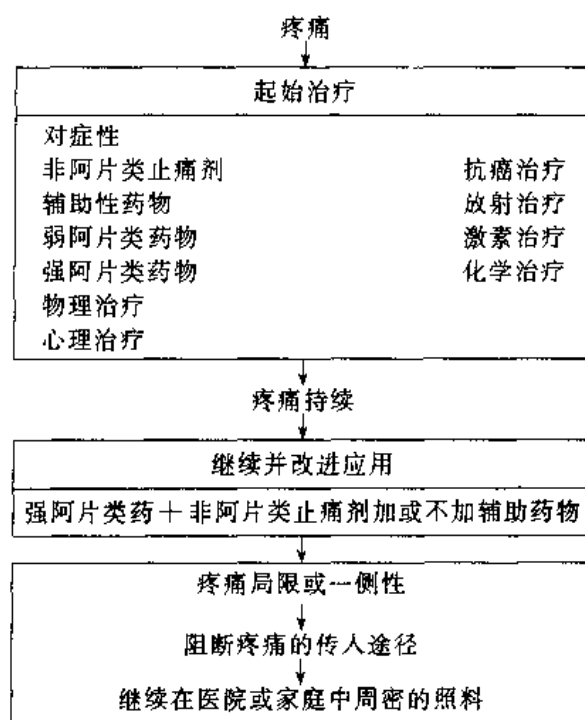 疼痛
起始治疗
对症性
非阿片类止痛剂 抗癌治疗
辅助性药物 放射治疗
弱阿片类药物 激素治疗
强阿片类药物 化学治疗
物理治疗
心理治疗
疼痛持续
继续并改进应用
强阿片类药＋非阿片类止痛剂加或不加辅助药物
疼痛局限或一侧性
阻断疼痛的传人途径
继续在医院或家庭中周密的照料